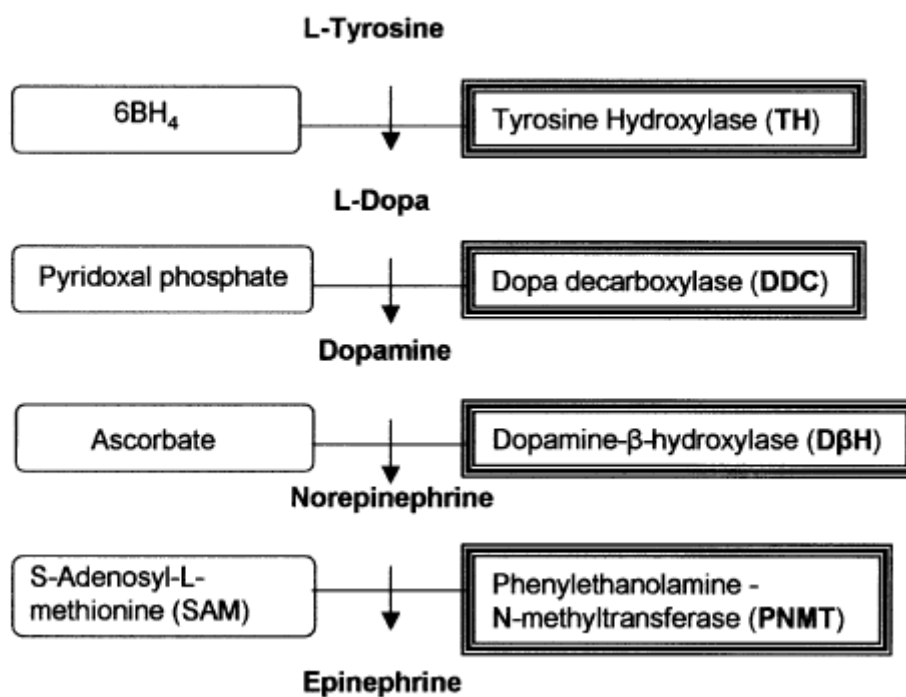 L-Tyrosine
6BH₄
Tyrosine Hydroxylase (TH)
L-Dopa
Pyridoxal phosphate
Dopa decarboxylase (DDC)
Dopamine
Ascorbate
Dopamine-β-hydroxylase (DβH)
Norepinephrine
S-Adenosyl-L-
methionine (SAM)
Phenylethanolamine -
N-methyltransferase (PNMT)
Epinephrine